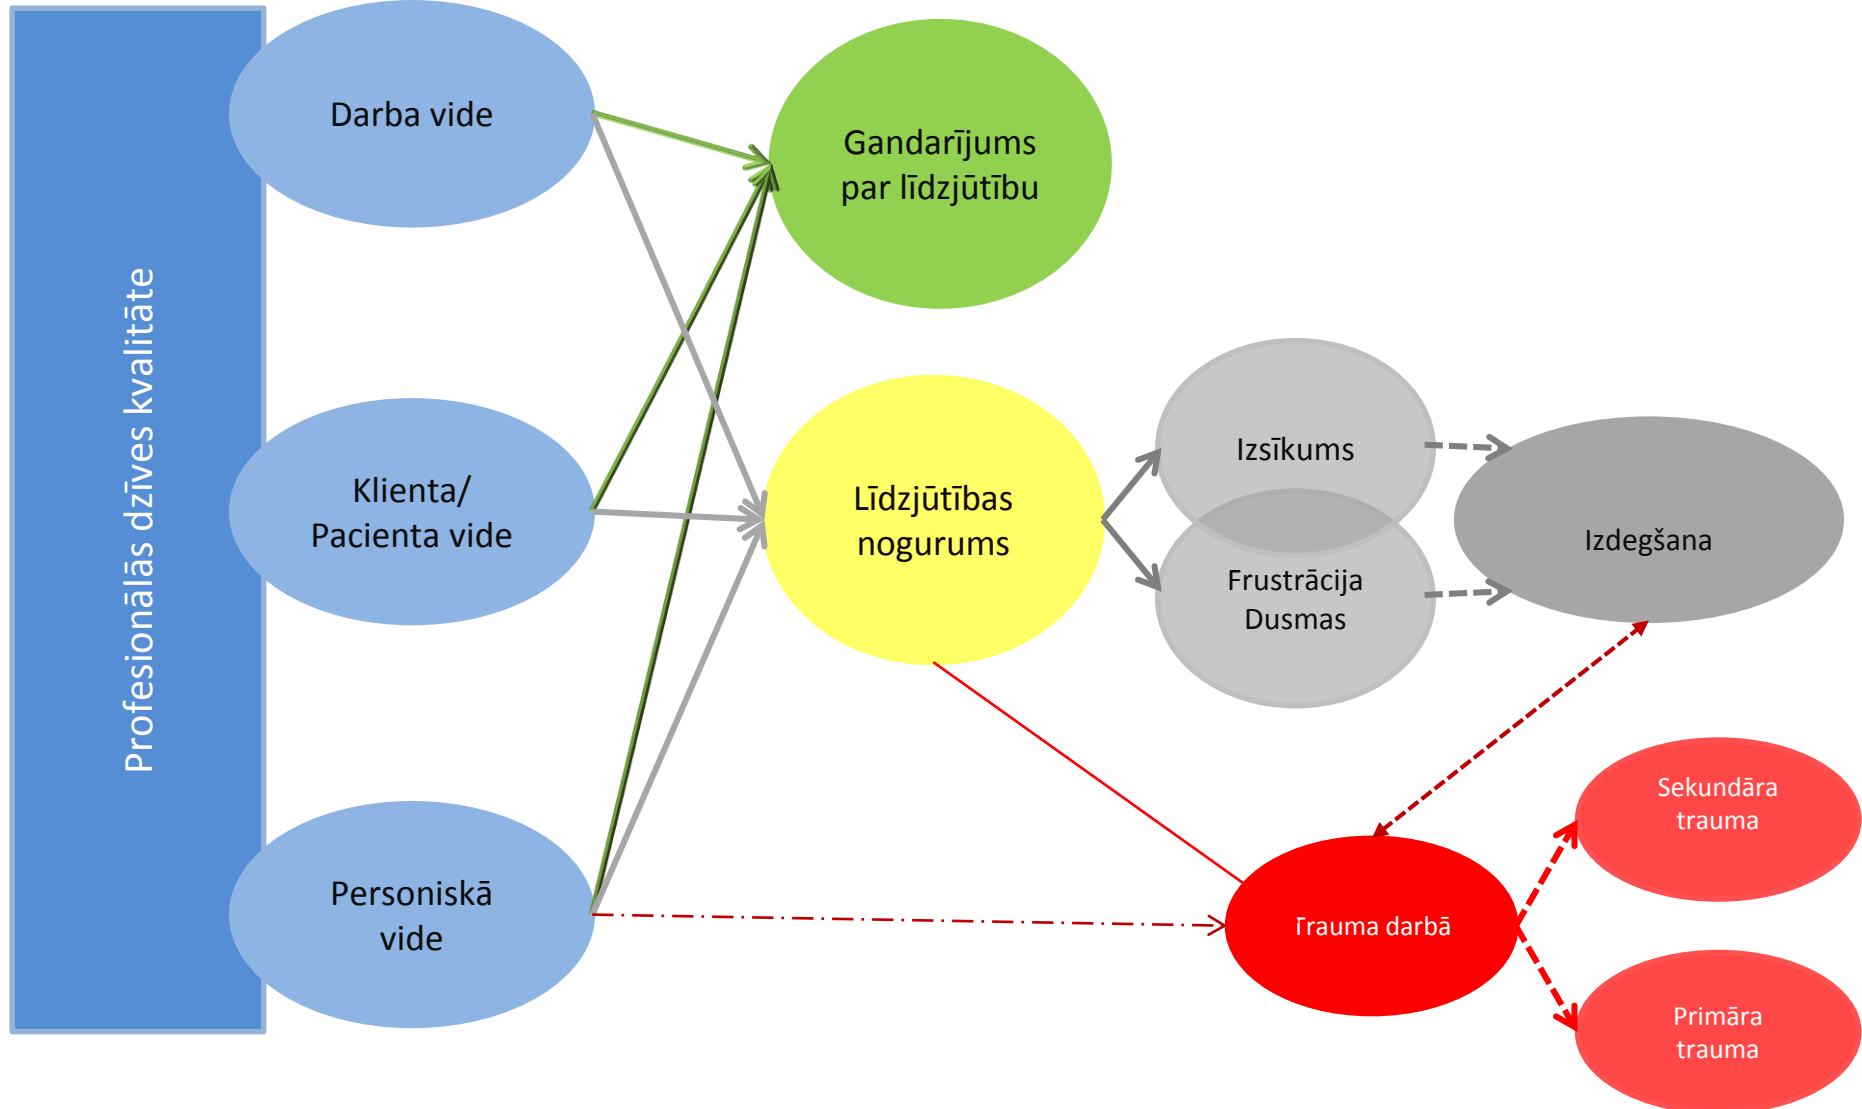 Profesionālās dzīves kvalitāte
Darba vide
Klienta/
Pacienta vide
Personiskā
vide
Gandarījums
par līdzjūtību
Līdzjūtības
nogurums
Izsīkums
Frustrācija
Dusmas
Izdegšana
Trauma darbā
Sekundāra
trauma
Primāra
trauma